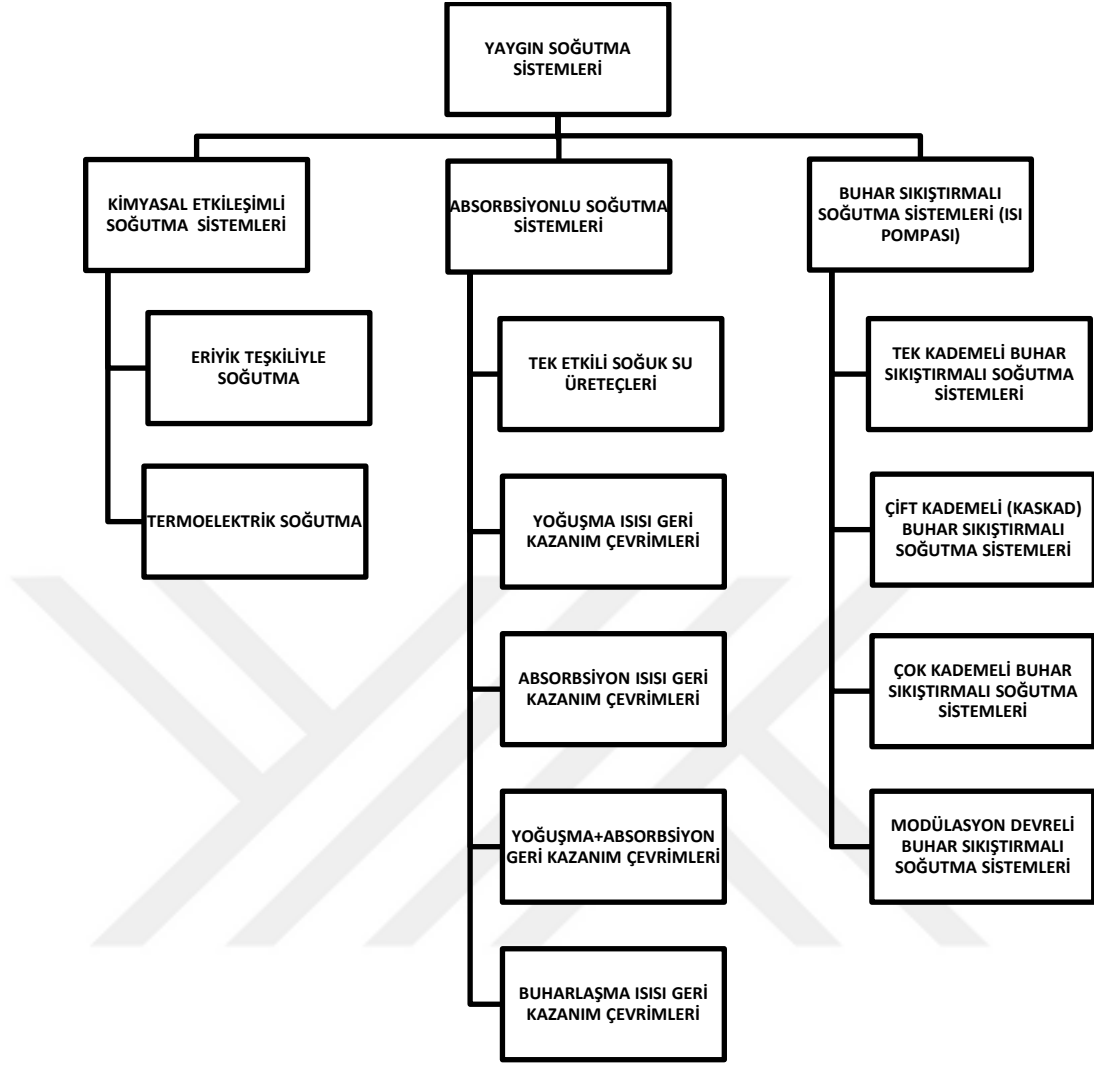 YAYGIN SOĞUTMA
SİSTEMLERİ
KİMYASAL ETKİLEŞİMLİ
SOĞUTMA SİSTEMLERİ
ERİYİK TEŞKİLİYLE
SOĞUTMA
TERMOELEKTRİK SOĞUTMA
ABSORBSİYONLU SOĞUTMA
SİSTEMLERİ
TEK ETKİLİ SOĞUK SU
ÜRETEÇLERİ
YOĞUŞMA ISISI GERİ
KAZANIM ÇEVRİMLERİ
ABSORBSİYON ISISI GERİ
KAZANIM ÇEVRİMLERİ
YOĞUŞMA+ABSORBSİYON
GERİ KAZANIM ÇEVRİMLERİ
BUHARLAŞMA ISISI GERİ
KAZANIM ÇEVRİMLERİ
BUHAR SIKIŞTIRMALI
SOĞUTMA SİSTEMLERİ (ISI
POMPASI)
TEK KADEMELİ BUHAR
SIKIŞTIRMALI SOĞUTMA
SİSTEMLERİ
ÇİFT KADEMELİ (KASKAD)
BUHAR SIKIŞTIRMALI
SOĞUTMA SİSTEMLERİ
ÇOK KADEMELİ BUHAR
SIKIŞTIRMALI SOĞUTMA
SİSTEMLERİ
MODÜLASYON DEVRELİ
BUHAR SIKIŞTIRMALI
SOĞUTMA SİSTEMLERİ